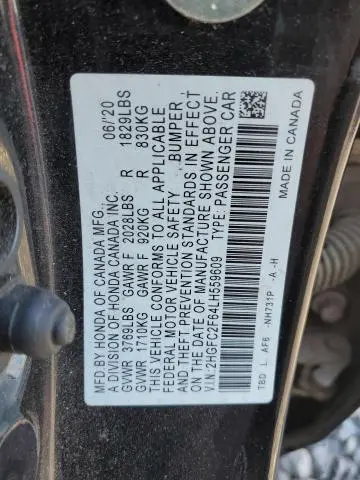 MFD.BY HONDA OF CANADA MFG.
A DIVISION OF HONDA CANADA INC. 06/20
GVWR 3769LBS GAWR F 2028LBS R 1829LBS
GVWR 1710KG GAWR F 920KG R 830KG
THIS VEHICLE CONFORMS TO ALL APPLICABLE
FEDERAL MOTOR VEHICLE SAFETY BUMPER,
AND THEFT PREVENTION STANDARDS IN EFFECT
ON THE DATE OF MANUFACTURE SHOWN ABOVE.
V.I.N: 2HGFC2F64LH559609 TYPE: PASSENGER CAR
TBD L AF6 -NH731P A -H
MADE IN CANADA